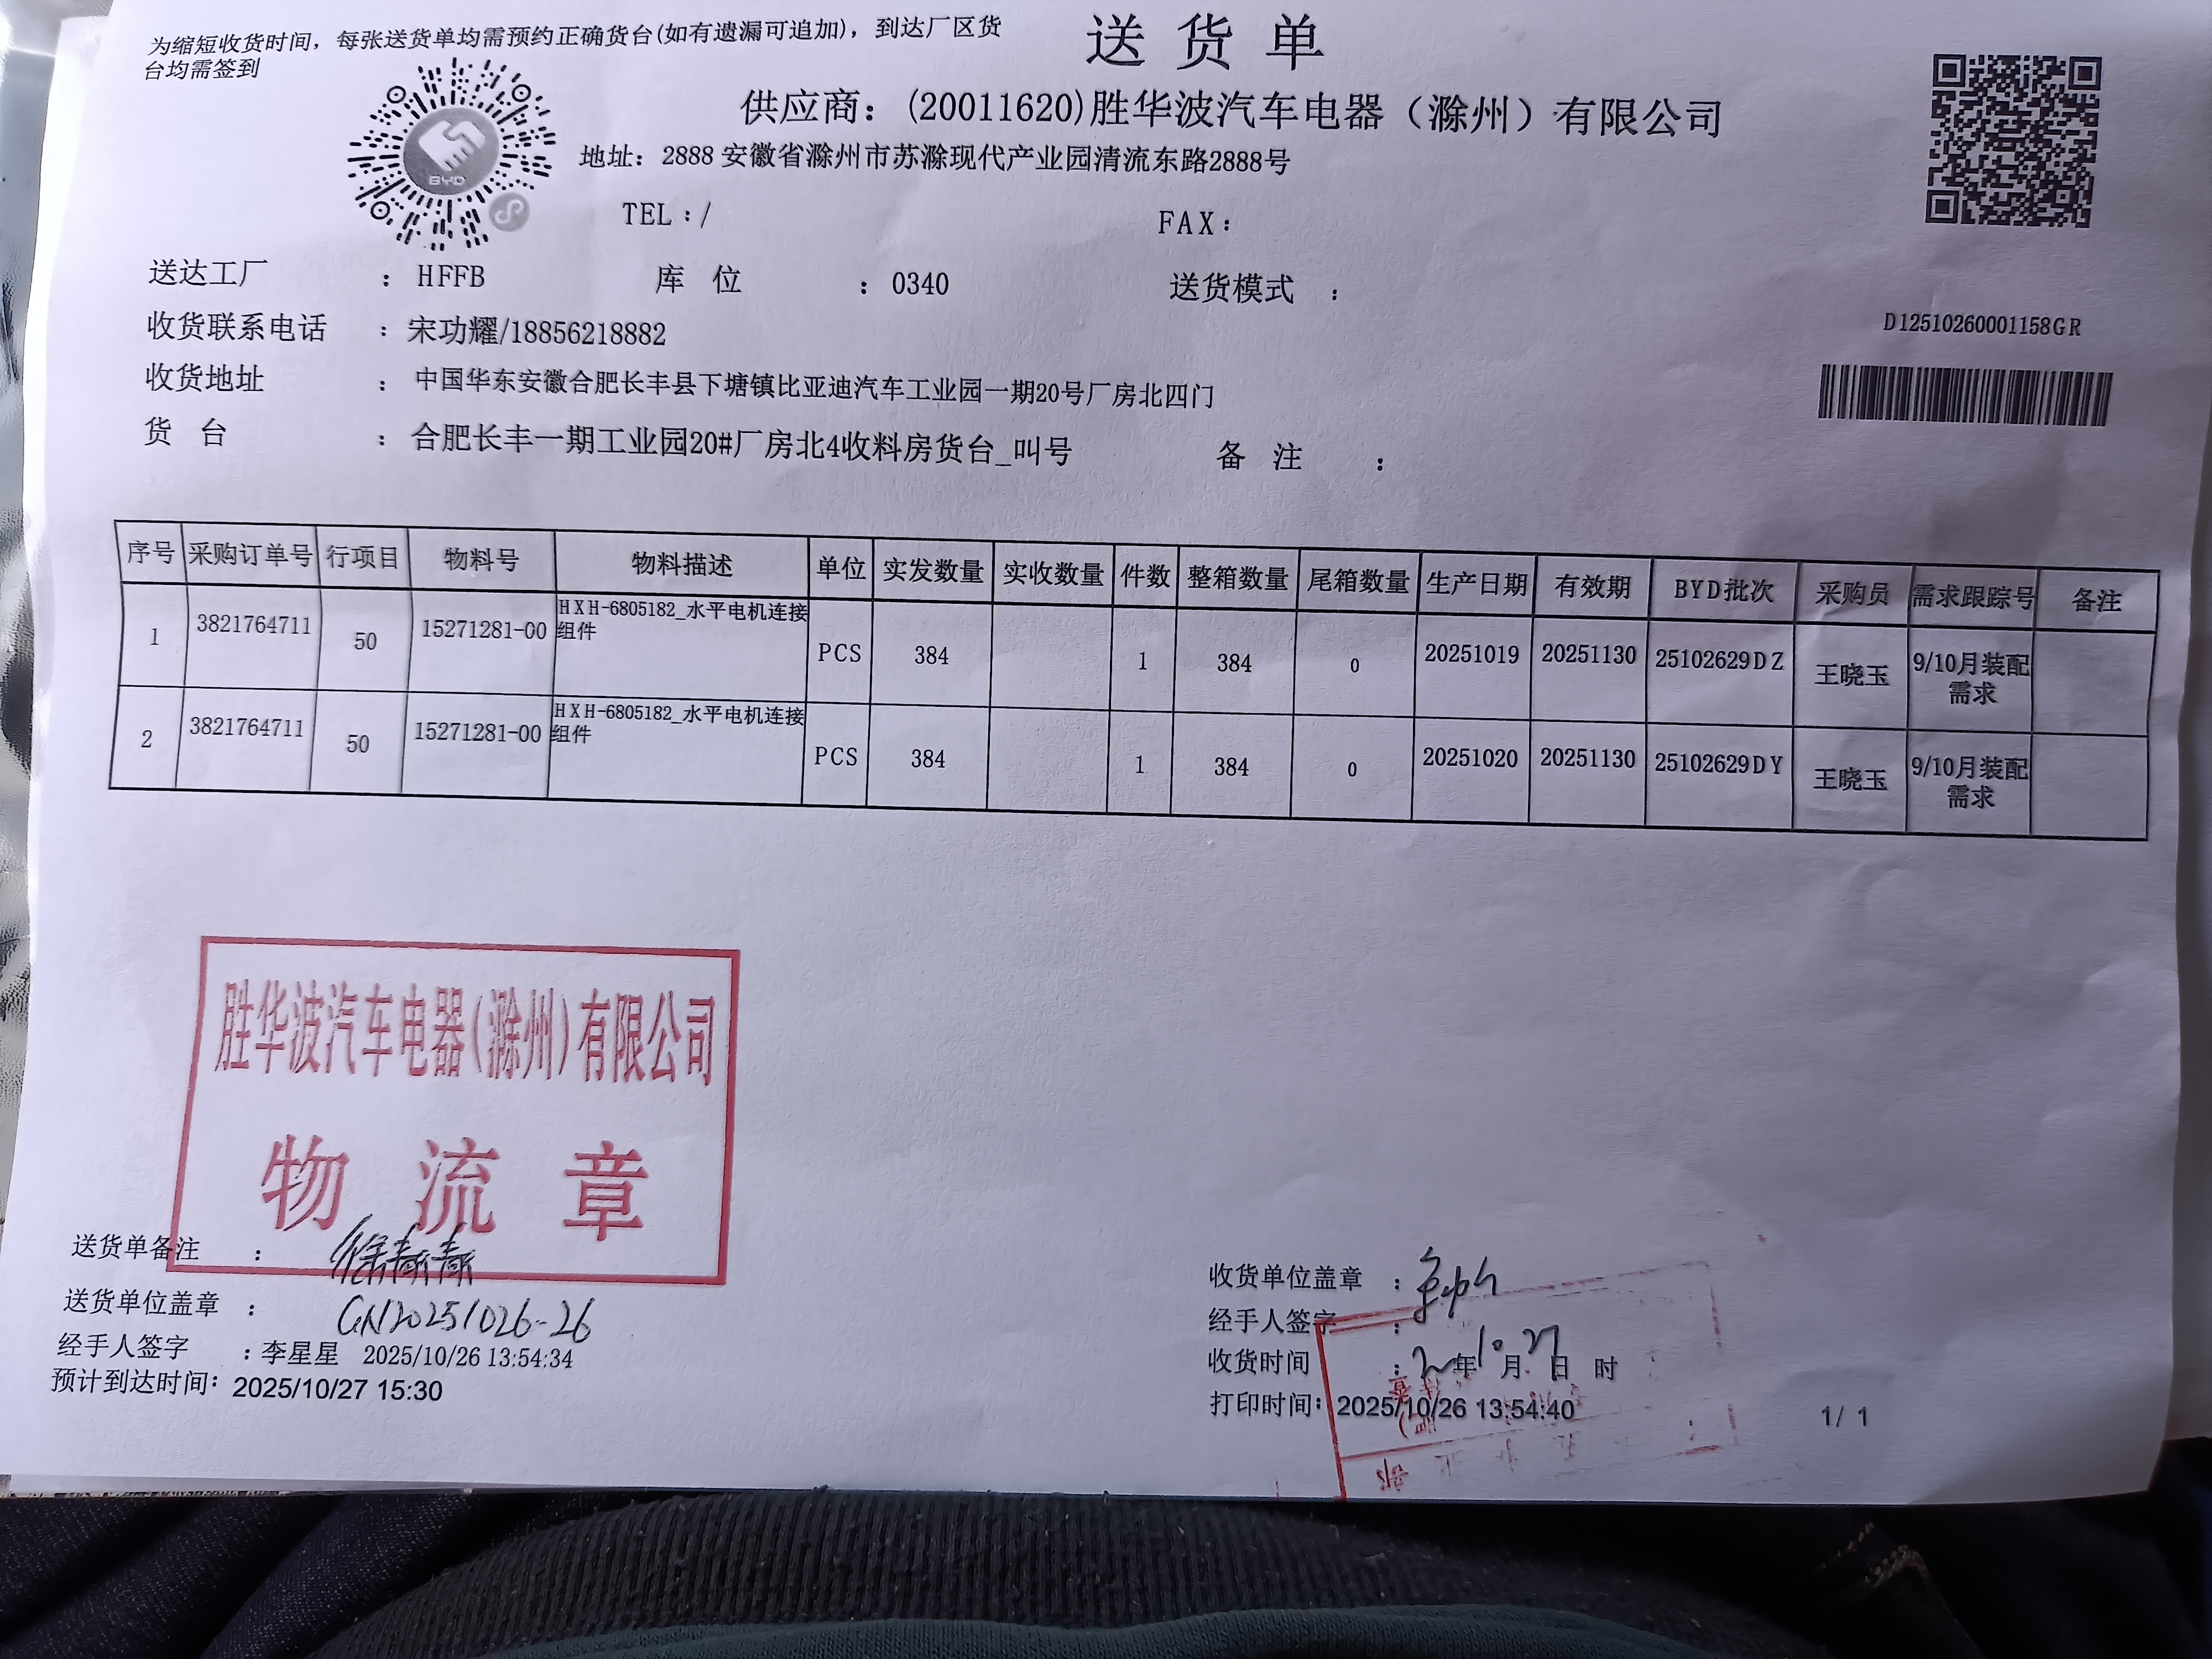 为缩短收货时间，每张送货单均需预约正确货台(如有遗漏可追加)，到达厂区货
台均需签到
送 货 单
BYD
供应商：(20011620)胜华波汽车电器（滁州）有限公司
地址：2888 安徽省滁州市苏滁现代产业园清流东路2888号
TEL：/ FAX：
送达工厂 ：HFFB 库 位 ：0340 送货模式 ：
收货联系电话 ：宋功耀/18856218882
D12510260001158GR
收货地址 ：中国华东安徽合肥长丰县下塘镇比亚迪汽车工业园一期20号厂房北四门
货 台 ：合肥长丰一期工业园20#厂房北4收料房货台_叫号 备 注 ：
序号 采购订单号 行项目 物料号 物料描述 单位 实发数量 实收数量 件数 整箱数量 尾箱数量 生产日期 有效期 BYD批次 采购员 需求跟踪号 备注
1 3821764711 50 15271281-00 HXH-6805182_水平电机连接组件 PCS 384 1 384 0 20251019 20251130 25102629DZ 王晓玉 9/10月装配需求
2 3821764711 50 15271281-00 HXH-6805182_水平电机连接组件 PCS 384 1 384 0 20251020 20251130 25102629DY 王晓玉 9/10月装配需求
胜华波汽车电器(滁州)有限公司
物 流 章
送货单备注 ：徐青青
送货单位盖章 ：GN20251026-26
经手人签字 ：李星星 2025/10/26 13:54:34
预计到达时间：2025/10/27 15:30
收货单位盖章 ：
经手人签字 ：
收货时间 ：年10月27日 时
打印时间：2025/10/26 13:54:40
1/ 1